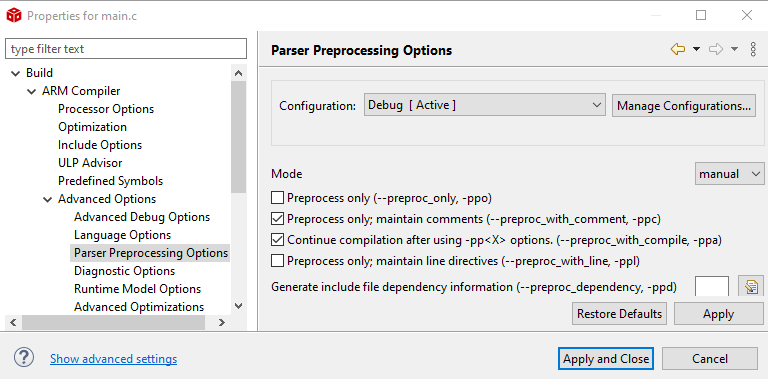 Properties for main.c
type filter text
Build
ARM Compiler
Processor Options
Optimization
Include Options
ULP Advisor
Predefined Symbols
Advanced Options
Advanced Debug Options
Language Options
Parser Preprocessing Options
Diagnostic Options
Runtime Model Options
Advanced Optimizations
Parser Preprocessing Options
Configuration: Debug [ Active ] Manage Configurations...
Mode manual
Preprocess only (--preproc_only, -ppo)
Preprocess only; maintain comments (--preproc_with_comment, -ppc)
Continue compilation after using -pp<X> options. (--preproc_with_compile, -ppa)
Preprocess only; maintain line directives (--preproc_with_line, -ppl)
Generate include file dependency information (--preproc_dependency, -ppd)
Restore Defaults Apply
Show advanced settings Apply and Close Cancel